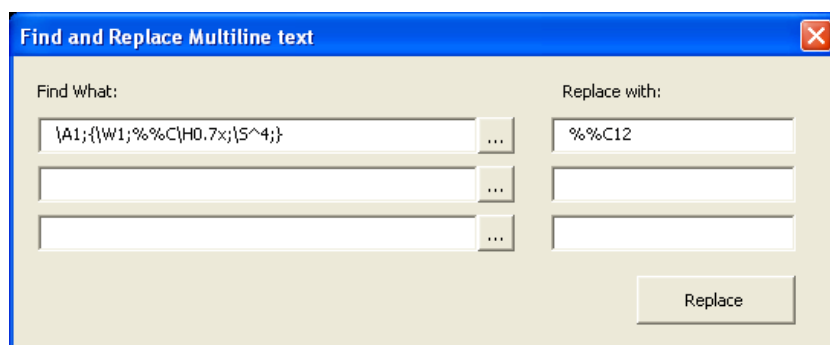 Find and Replace Multiline text
Find What: Replace with:
\A1;{\W1;%%C\H0.7x;\S^4;} ... %%C12
...
...
Replace